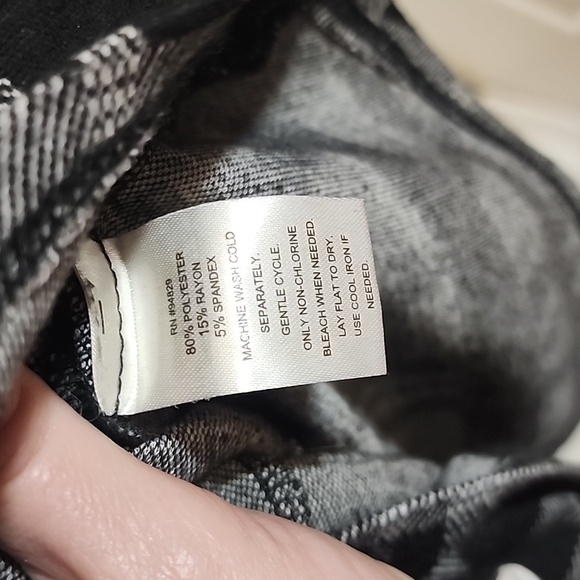 RN #94829
80% POLYESTER
15% RAYON
5% SPANDEX
MACHINE WASH COLD
SEPARATELY.
GENTLE CYCLE.
ONLY NON-CHLORINE
BLEACH WHEN NEEDED.
LAY FLAT TO DRY.
USE COOL IRON IF
NEEDED.